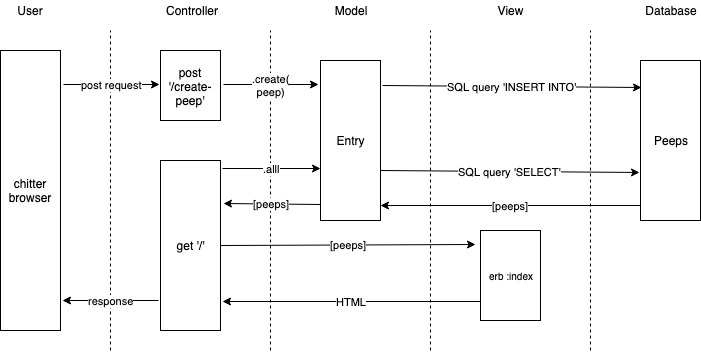 User
Controller
Model
View
Database
post
'/create-
peep'
post request
.create(
peep)
SQL query 'INSERT INTO'
Entry
Peeps
chitter
browser
.alll
SQL query 'SELECT'
[peeps]
[peeps]
get '/'
[peeps]
erb :index
response
HTML